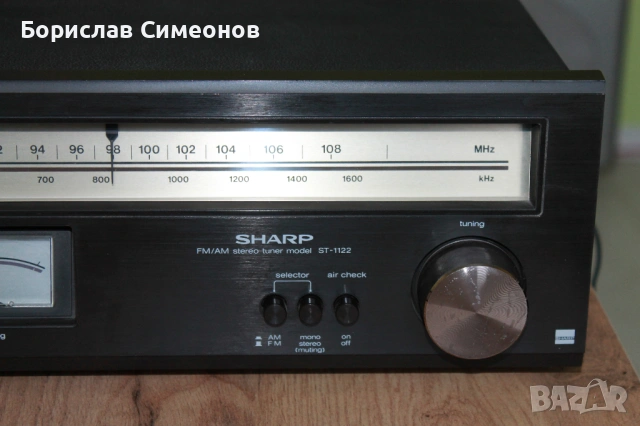 Борислав Симеонов
94 96 98 100 102 104 106 108 MHz
700 800 1000 1200 1400 1600 kHz
SHARP
FM/AM stereo tuner model ST-1122
tuning
selector air check
AM mono on
FM stereo off
(muting)
BAZAR